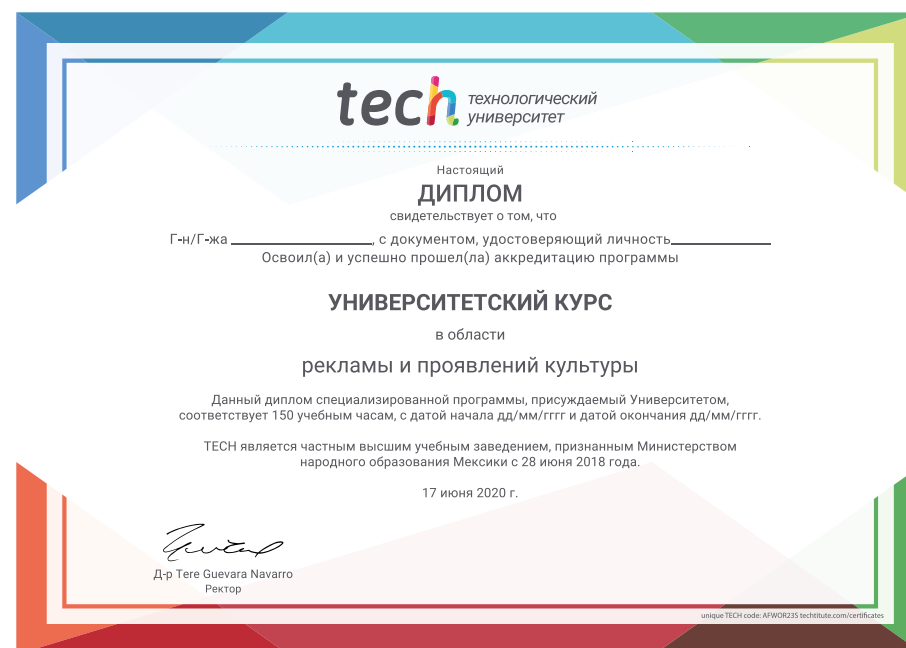 tech технологический
университет
Настоящий
ДИПЛОМ
свидетельствует о том, что
Г-н/Г-жа ____________________, с документом, удостоверяющий личность______________
Освоил(а) и успешно прошел(ла) аккредитацию программы
УНИВЕРСИТЕТСКИЙ КУРС
в области
рекламы и проявлений культуры
Данный диплом специализированной программы, присуждаемый Университетом,
соответствует 150 учебным часам, с датой начала дд/мм/гггг и датой окончания дд/мм/гггг.
TECH является частным высшим учебным заведением, признанным Министерством
народного образования Мексики с 28 июня 2018 года.
17 июня 2020 г.
Д-р Tere Guevara Navarro
Ректор
unique TECH code: AFWOR23S techtitute.com/certificates